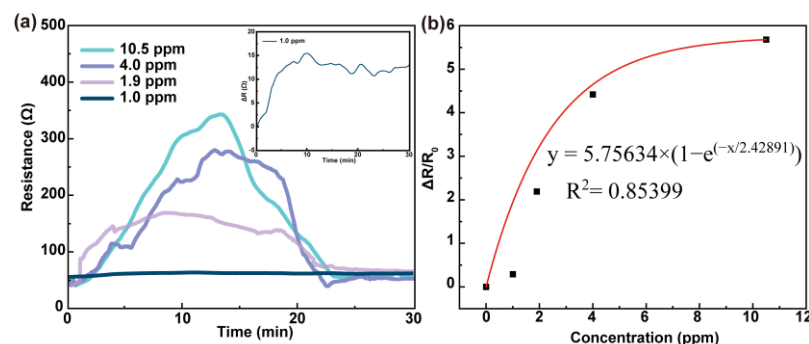 (a)
500
400
300
200
100
0
Resistance (Ω)
0
10
20
30
Time (min)
10.5 ppm
4.0 ppm
1.9 ppm
1.0 ppm
1.0 ppm
20
15
10
5
0
-5
ΔR (Ω)
0
10
20
30
Time (min)
(b)
6
5
4
3
2
1
0
ΔR/R₀
y = 5.75634×(1−e^(−x/2.42891))
R²= 0.85399
0
2
4
6
8
10
12
Concentration (ppm)